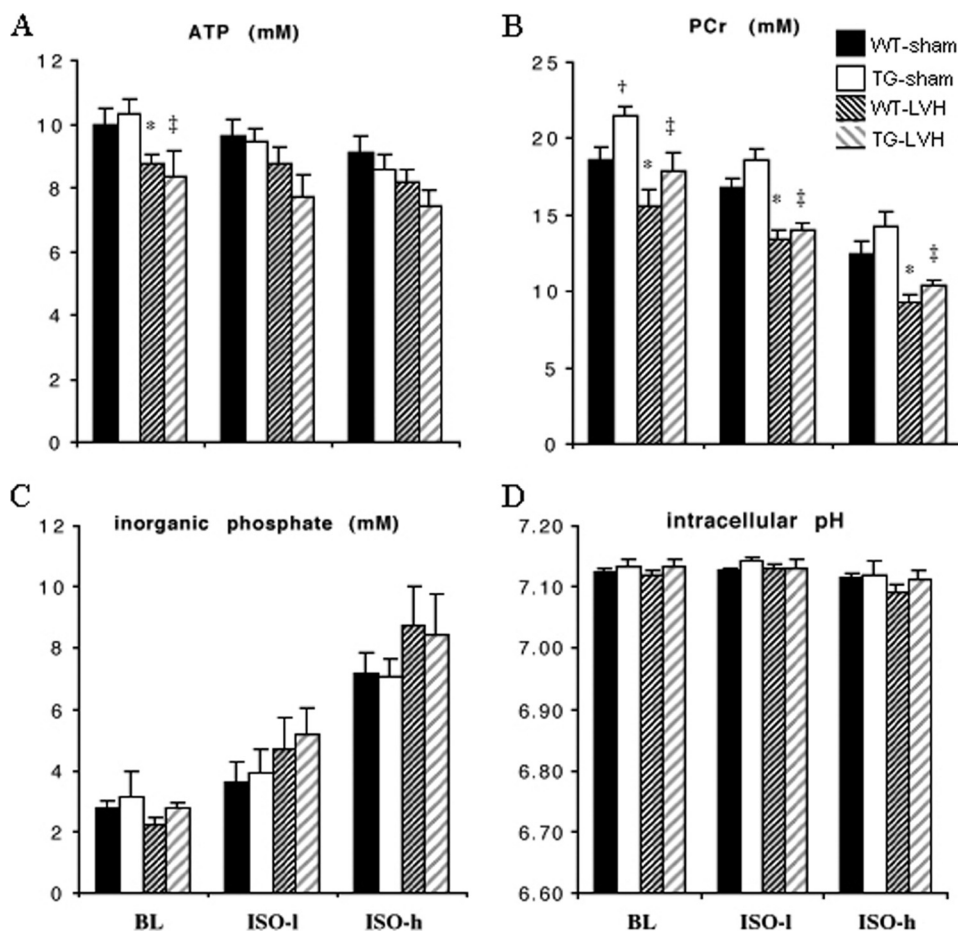 A
ATP (mM)
12
10
8
6
4
2
0
*
‡
B
PCr (mM)
25
20
15
10
5
0
†
*
‡
*
‡
*
‡
WT-sham
TG-sham
WT-LVH
TG-LVH
C
inorganic phosphate (mM)
12
10
8
6
4
2
0
BL ISO-l ISO-h
D
intracellular pH
7.20
7.10
7.00
6.90
6.80
6.70
6.60
BL ISO-l ISO-h